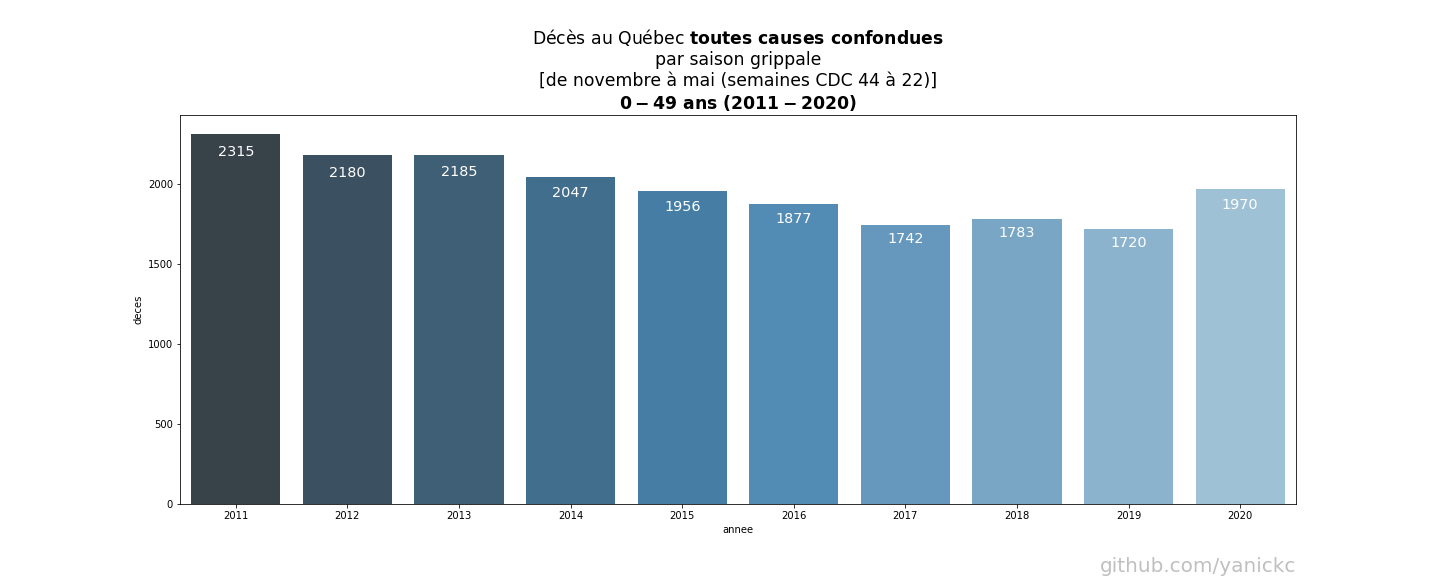 Décès au Québec toutes causes confondues
par saison grippale
[de novembre à mai (semaines CDC 44 à 22)]
0 − 49 ans (2011 − 2020)
2315
2180
2185
2047
1956
1877
1742
1783
1720
1970
2000
1500
1000
500
0
deces
2011 2012 2013 2014 2015 2016 2017 2018 2019 2020
annee
github.com/yanickc